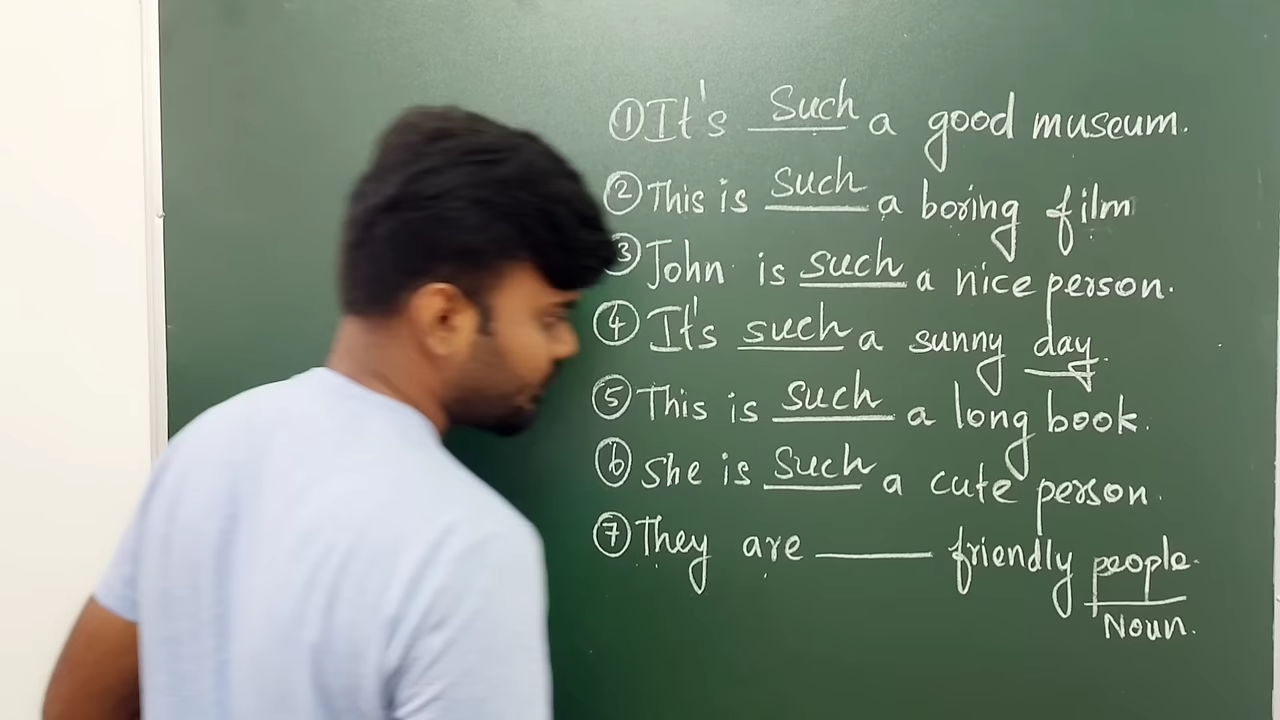 ① It's Such a good museum.
② This is Such a boring film
③ John is such a nice person.
④ It's such a sunny day.
⑤ This is such a long book.
⑥ She is Such a cute person.
⑦ They are ______ friendly people.
Noun.